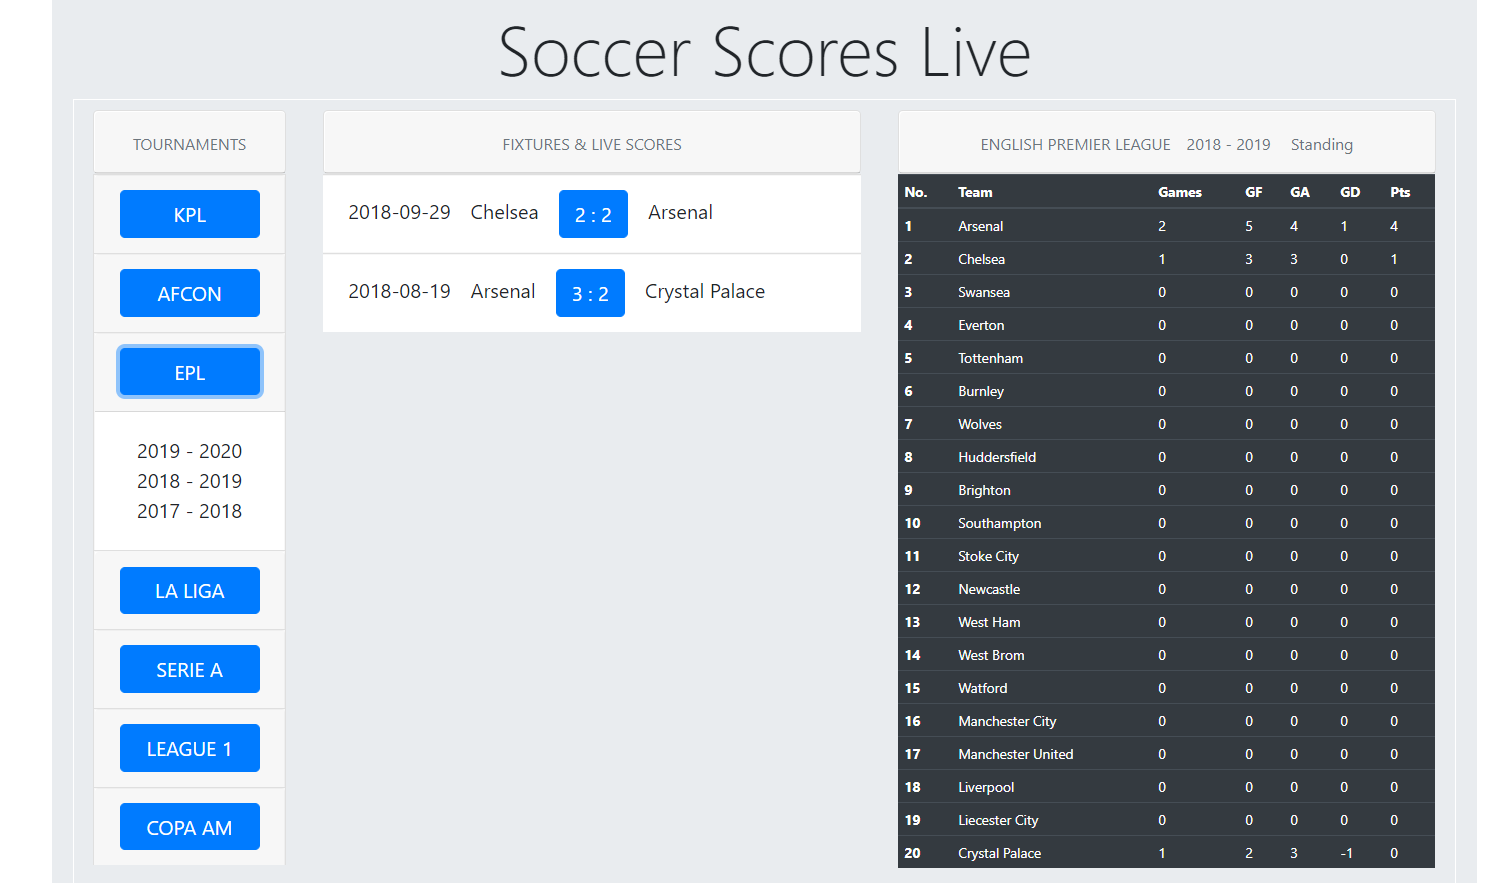 Soccer Scores Live
TOURNAMENTS
KPL
AFCON
EPL
2019 - 2020
2018 - 2019
2017 - 2018
LA LIGA
SERIE A
LEAGUE 1
COPA AM
FIXTURES & LIVE SCORES
2018-09-29 Chelsea 2 : 2 Arsenal
2018-08-19 Arsenal 3 : 2 Crystal Palace
ENGLISH PREMIER LEAGUE 2018 - 2019 Standing
No. Team Games GF GA GD Pts
1 Arsenal 2 5 4 1 4
2 Chelsea 1 3 3 0 1
3 Swansea 0 0 0 0 0
4 Everton 0 0 0 0 0
5 Tottenham 0 0 0 0 0
6 Burnley 0 0 0 0 0
7 Wolves 0 0 0 0 0
8 Huddersfield 0 0 0 0 0
9 Brighton 0 0 0 0 0
10 Southampton 0 0 0 0 0
11 Stoke City 0 0 0 0 0
12 Newcastle 0 0 0 0 0
13 West Ham 0 0 0 0 0
14 West Brom 0 0 0 0 0
15 Watford 0 0 0 0 0
16 Manchester City 0 0 0 0 0
17 Manchester United 0 0 0 0 0
18 Liverpool 0 0 0 0 0
19 Liecester City 0 0 0 0 0
20 Crystal Palace 1 2 3 -1 0